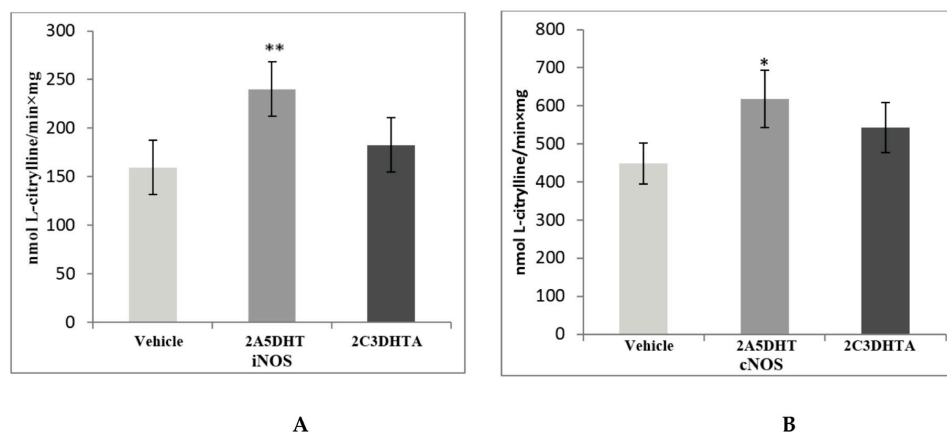 300
250
200
150
100
50
0
nmol L-citrylline/min×mg
**
Vehicle 2A5DHT 2C3DHTA
iNOS
A
800
700
600
500
400
300
200
100
0
nmol L-citrylline/min×mg
*
Vehicle 2A5DHT 2C3DHTA
cNOS
B